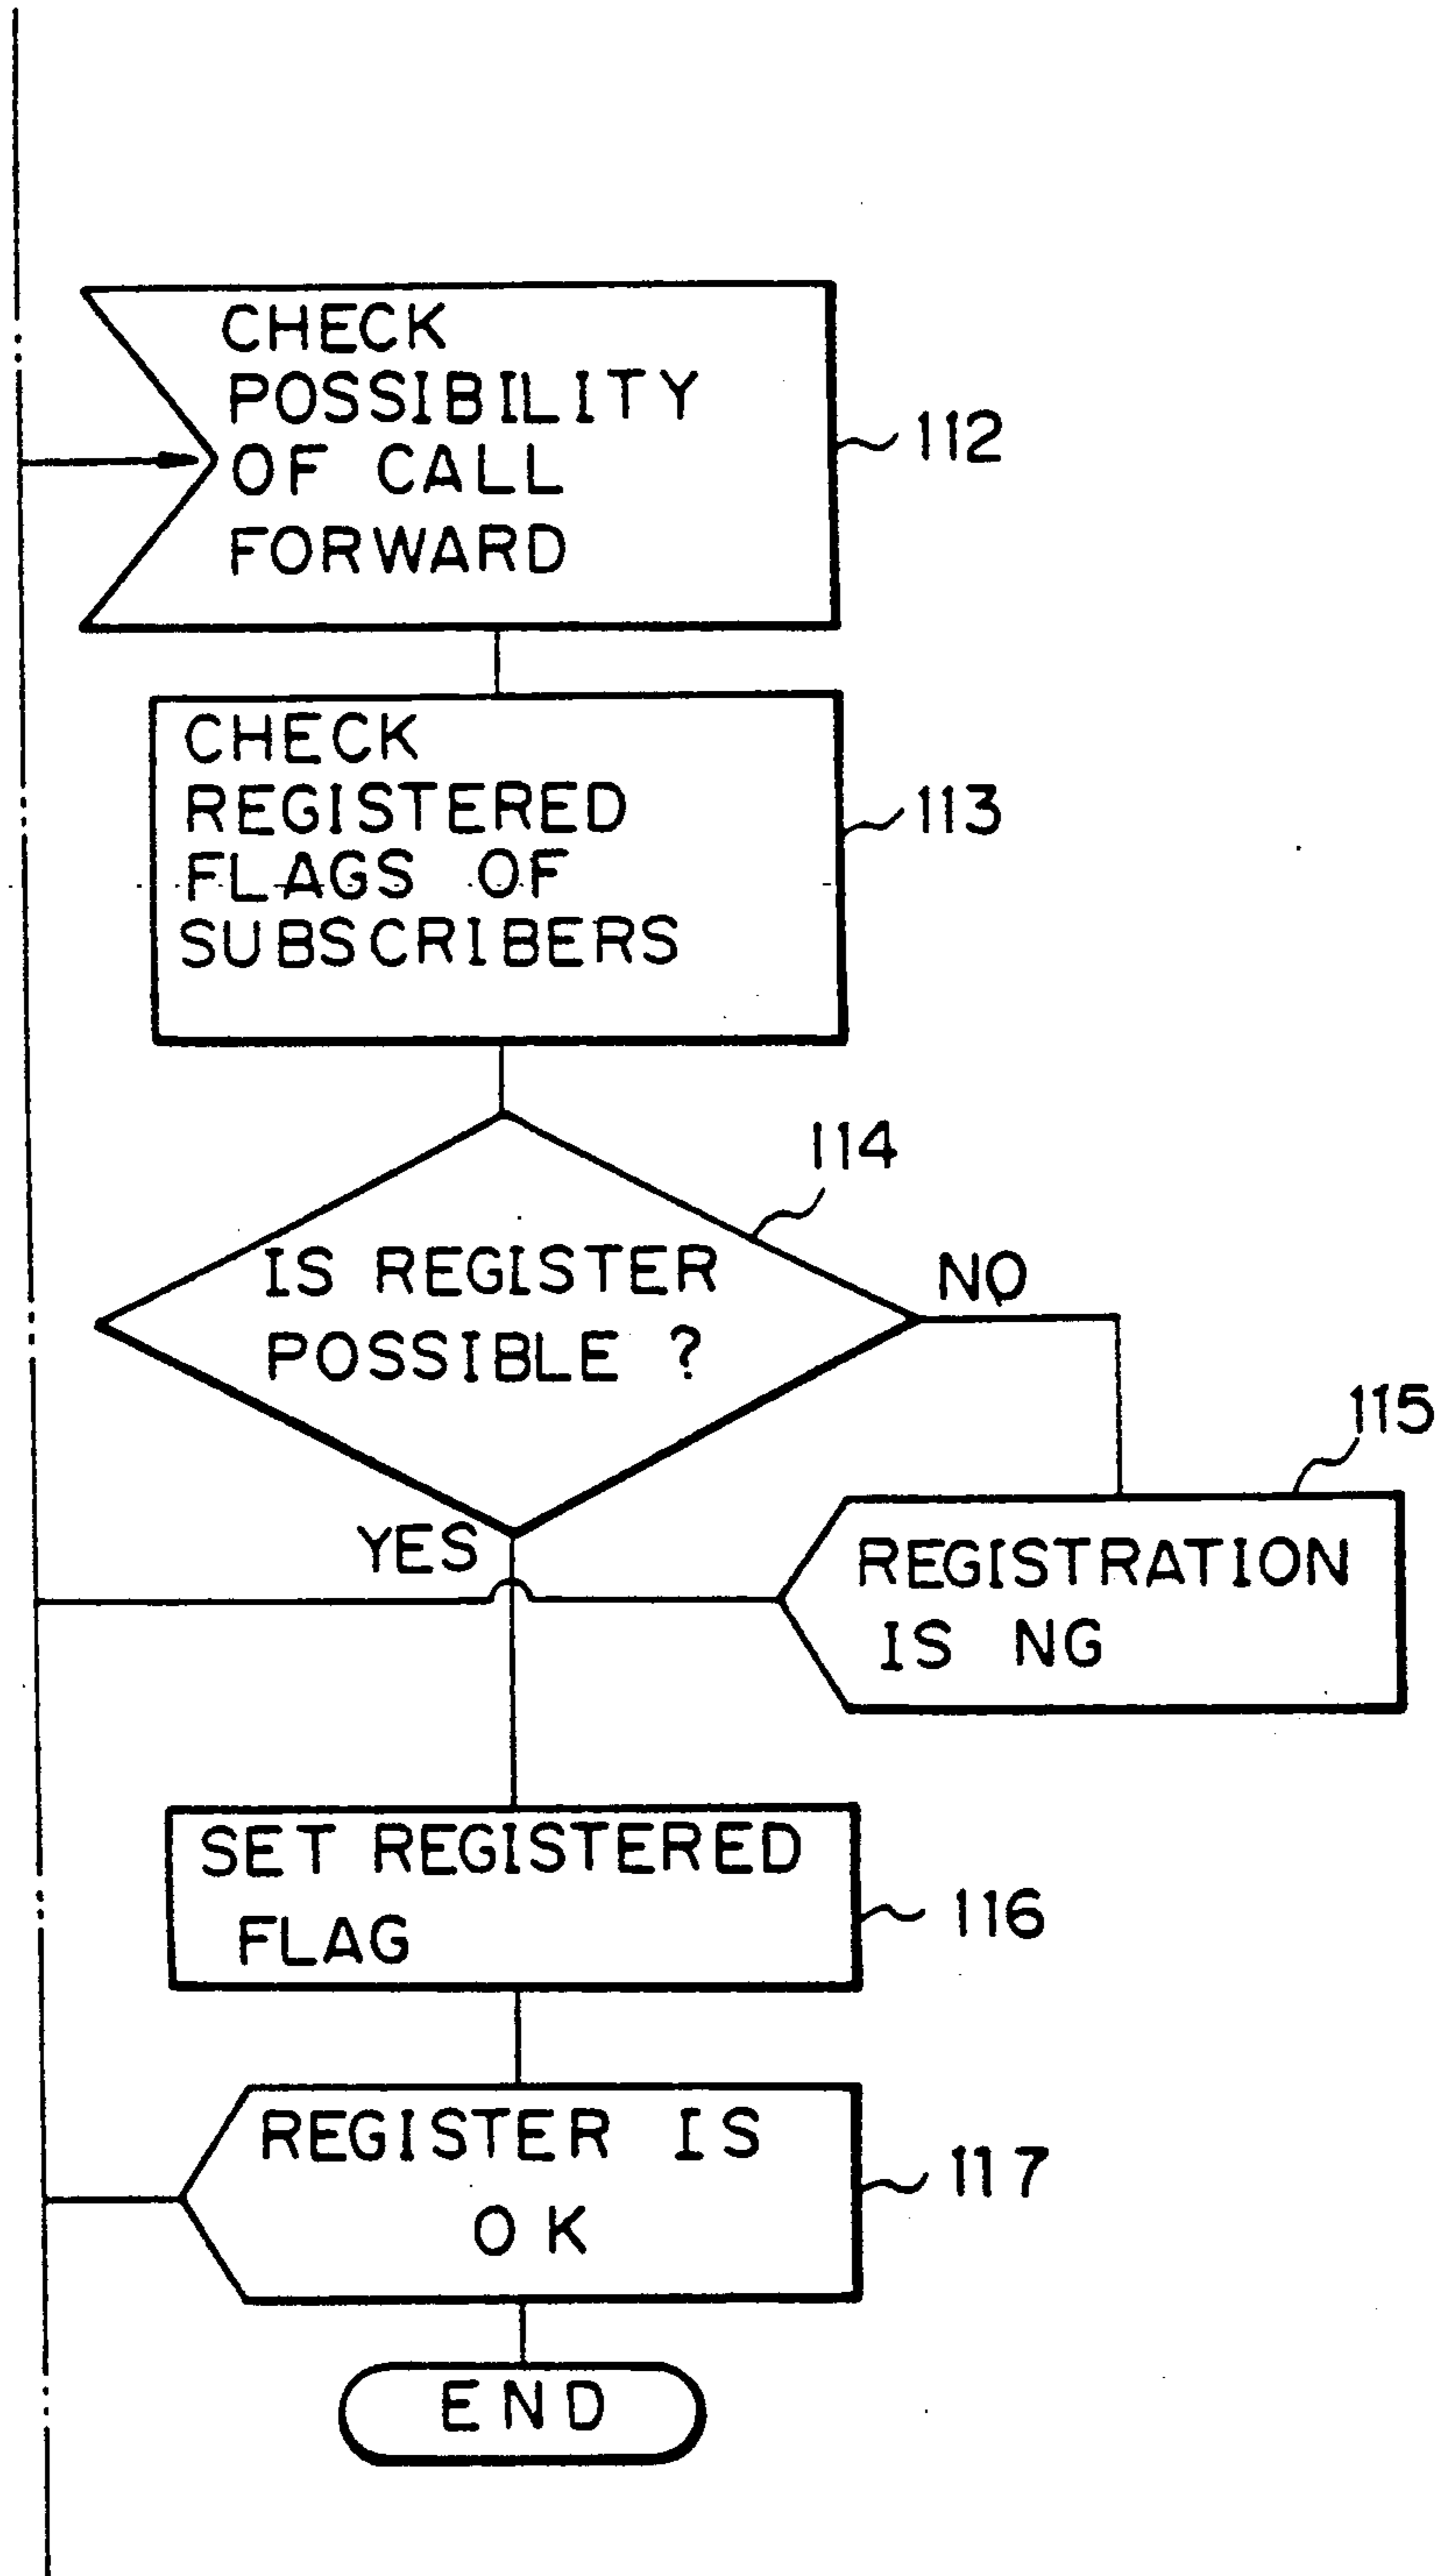 CHECK
POSSIBILITY
OF CALL
FORWARD
112
CHECK
REGISTERED
FLAGS OF
SUBSCRIBERS
113
114
IS REGISTER
POSSIBLE ?
NO
YES
115
REGISTRATION
IS NG
SET REGISTERED
FLAG
116
REGISTER IS
OK
117
END